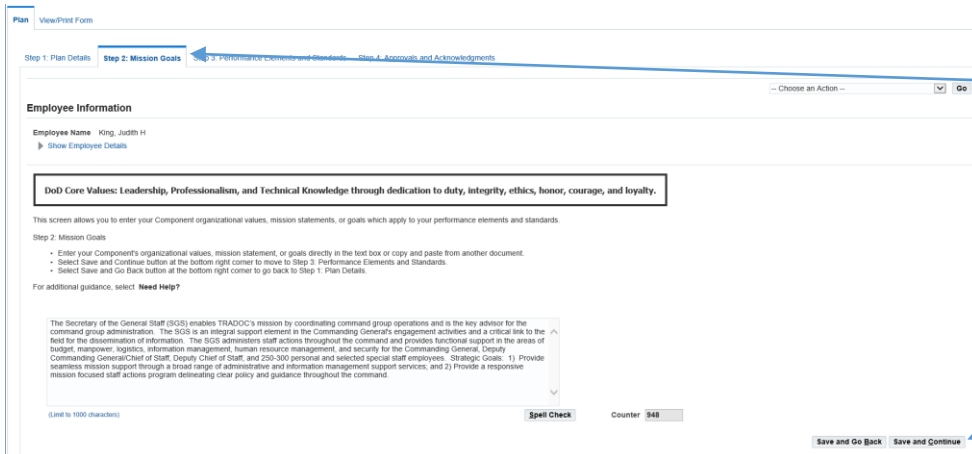 Plan View/Print Form
Step 1: Plan Details Step 2: Mission Goals Step 3: Performance Elements and Standards Step 4: Approvals and Acknowledgments
-- Choose an Action -- Go
Employee Information
Employee Name King, Judith H
Show Employee Details
DoD Core Values: Leadership, Professionalism, and Technical Knowledge through dedication to duty, integrity, ethics, honor, courage, and loyalty.
This screen allows you to enter your Component organizational values, mission statements, or goals which apply to your performance elements and standards.
Step 2: Mission Goals
• Enter your Component's organizational values, mission statement, or goals directly in the text box or copy and paste from another document.
• Select Save and Continue button at the bottom right corner to move to Step 3: Performance Elements and Standards.
• Select Save and Go Back button at the bottom right corner to go back to Step 1: Plan Details.
For additional guidance, select Need Help?
The Secretary of the General Staff (SGS) enables TRADOC's mission by coordinating command group operations and is the key advisor for the
command group administration. The SGS is an integral support element in the Commanding General's engagement activities and a critical link to the
field for the dissemination of information. The SGS administers staff actions throughout the command and provides functional support in the areas of
budget, manpower, logistics, information management, human resource management, and security for the Commanding General, Deputy
Commanding General/Chief of Staff, Deputy Chief of Staff, and 250-300 personal and selected special staff employees. Strategic Goals: 1) Provide
seamless mission support through a broad range of administrative and information management support services; and 2) Provide a responsive
mission focused staff actions program delineating clear policy and guidance throughout the command.
(Limit to 1000 characters) Spell Check Counter 948
Save and Go Back Save and Continue